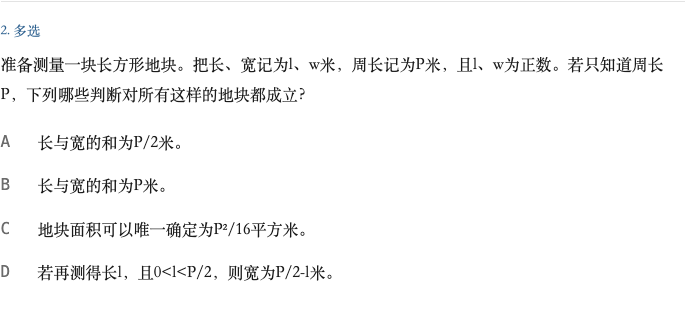 2. 多选
准备测量一块长方形地块。把长、宽记为l、w米，周长记为P米，且l、w为正数。若只知道周长
P，下列哪些判断对所有这样的地块都成立？
A 长与宽的和为P/2米。
B 长与宽的和为P米。
C 地块面积可以唯一确定为P²/16平方米。
D 若再测得长l，且0<l<P/2，则宽为P/2-l米。